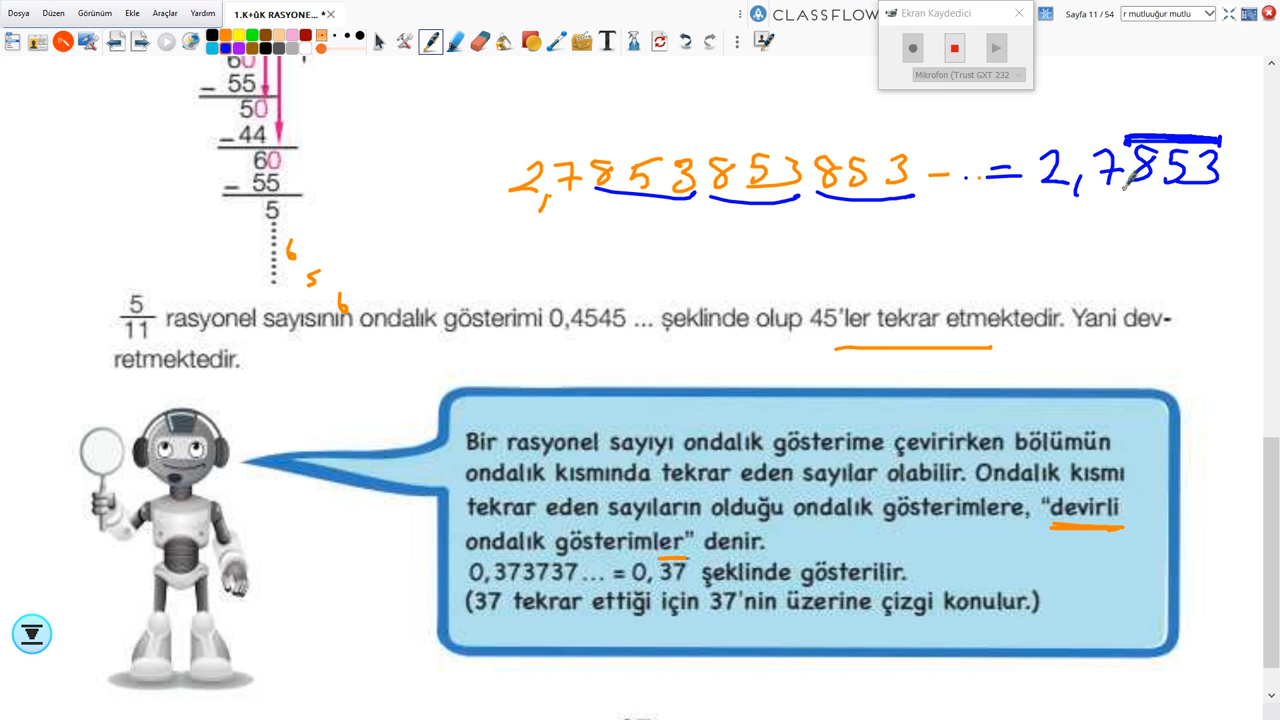 Dosya Düzen Görünüm Ekle Araçlar Yardım
1.K+ûK RASYONE... *
CLASSFLOW
Ekran Kaydedici
Sayfa 11 / 54
r mutluuğur mutlu
Mikrofon (Trust GXT 232
60
- 55
50
- 44
60
- 55
5
6
5
6
2,7853853853 - .. = 2,7853
5/11 rasyonel sayısının ondalık gösterimi 0,4545 ... şeklinde olup 45'ler tekrar etmektedir. Yani dev-
retmektedir.
Bir rasyonel sayıyı ondalık gösterime çevirirken bölümün
ondalık kısmında tekrar eden sayılar olabilir. Ondalık kısmı
tekrar eden sayıların olduğu ondalık gösterimlere, "devirli
ondalık gösterimler" denir.
0,373737... = 0,37 şeklinde gösterilir.
(37 tekrar ettiği için 37'nin üzerine çizgi konulur.)